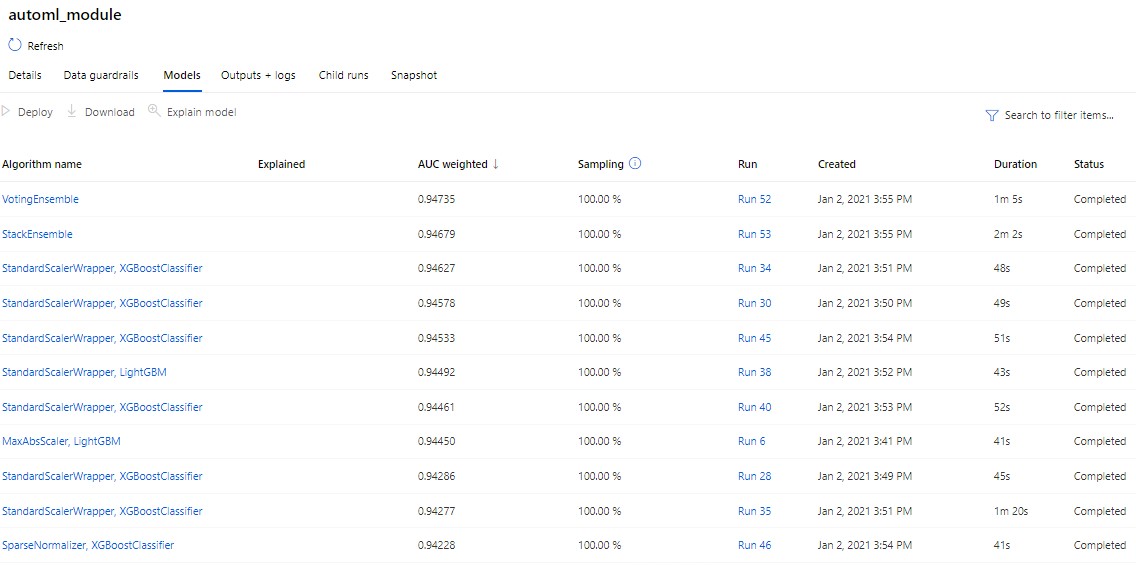 automl_module
Refresh
Details Data guardrails Models Outputs + logs Child runs Snapshot
Deploy Download Explain model Search to filter items...
Algorithm name Explained AUC weighted ↓ Sampling Run Created Duration Status
VotingEnsemble 0.94735 100.00 % Run 52 Jan 2, 2021 3:55 PM 1m 5s Completed
StackEnsemble 0.94679 100.00 % Run 53 Jan 2, 2021 3:55 PM 2m 2s Completed
StandardScalerWrapper, XGBoostClassifier 0.94627 100.00 % Run 34 Jan 2, 2021 3:51 PM 48s Completed
StandardScalerWrapper, XGBoostClassifier 0.94578 100.00 % Run 30 Jan 2, 2021 3:50 PM 49s Completed
StandardScalerWrapper, XGBoostClassifier 0.94533 100.00 % Run 45 Jan 2, 2021 3:54 PM 51s Completed
StandardScalerWrapper, LightGBM 0.94492 100.00 % Run 38 Jan 2, 2021 3:52 PM 43s Completed
StandardScalerWrapper, XGBoostClassifier 0.94461 100.00 % Run 40 Jan 2, 2021 3:53 PM 52s Completed
MaxAbsScaler, LightGBM 0.94450 100.00 % Run 6 Jan 2, 2021 3:41 PM 41s Completed
StandardScalerWrapper, XGBoostClassifier 0.94286 100.00 % Run 28 Jan 2, 2021 3:49 PM 45s Completed
StandardScalerWrapper, XGBoostClassifier 0.94277 100.00 % Run 35 Jan 2, 2021 3:51 PM 1m 20s Completed
SparseNormalizer, XGBoostClassifier 0.94228 100.00 % Run 46 Jan 2, 2021 3:54 PM 41s Completed